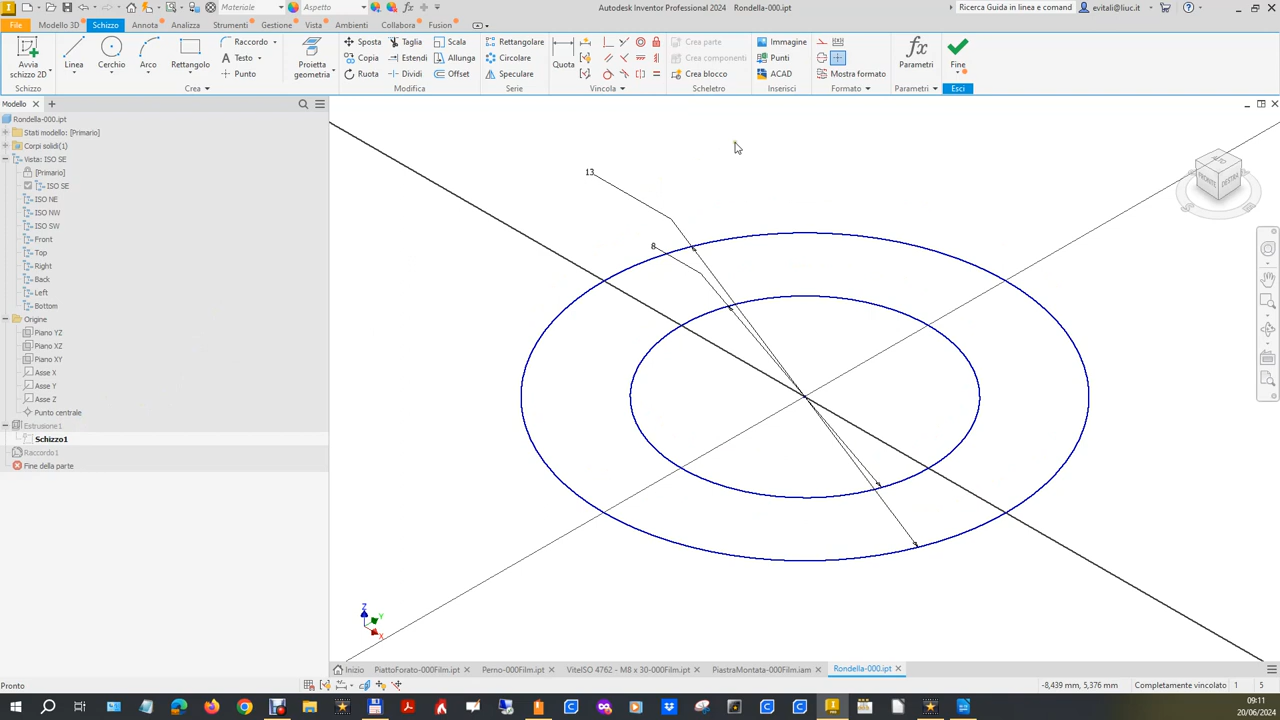 Materiale
Aspetto
Autodesk Inventor Professional 2024 Rondella-000.ipt
Ricerca Guida in linea e comand
evitali@liuc.it
File Modello 3D Schizzo Annota Analizza Strumenti Gestione Vista Ambienti Collabora Fusion
Avvia schizzo 2D
Linea
Cerchio
Arco
Rettangolo
Raccordo
Testo
Punto
Proietta geometria
Sposta
Copia
Ruota
Taglia
Estendi
Dividi
Scala
Allunga
Offset
Rettangolare
Circolare
Speculare
Quota
Crea parte
Crea componenti
Crea blocco
Immagine
Punti
ACAD
Mostra formato
fx
Parametri
Fine
Schizzo Crea Modifica Serie Vincola Scheletro Inserisci Formato Parametri Esci
Modello
Rondella-000.ipt
Stati modello: [Primario]
Corpi solidi(1)
Vista: ISO SE
[Primario]
ISO SE
ISO NE
ISO NW
ISO SW
Front
Top
Right
Back
Left
Bottom
Origine
Piano YZ
Piano XZ
Piano XY
Asse X
Asse Y
Asse Z
Punto centrale
Estrusione1
Schizzo1
Raccordo1
Fine della parte
13
8
FRONTE
DESTRA
Z
Y
X
Inizio PiattoForato-000Film.ipt Perno-000Film.ipt ViteISO 4762 - M8 x 30-000Film.ipt PiastraMontata-000Film.iam Rondella-000.ipt
Pronto
-8,439 mm, 5,376 mm Completamente vincolato 1 5
09:11
20/06/2024